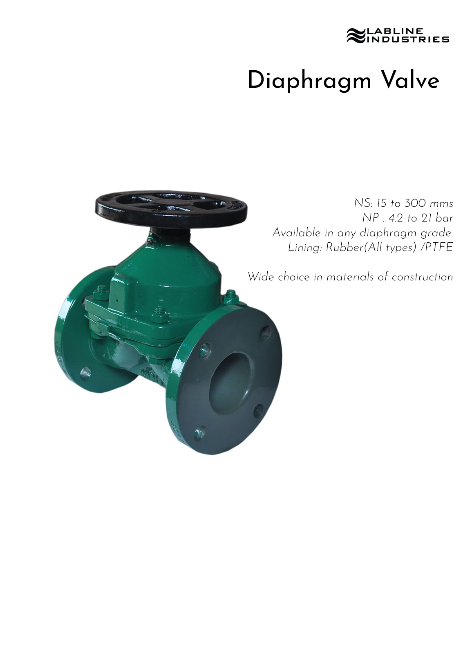 LABLINE
INDUSTRIES
Diaphragm Valve
NS: 15 to 300 mms
NP : 4.2 to 21 bar
Available in any diaphragm grade
Lining: Rubber(All types) /PTFE
Wide choice in materials of construction